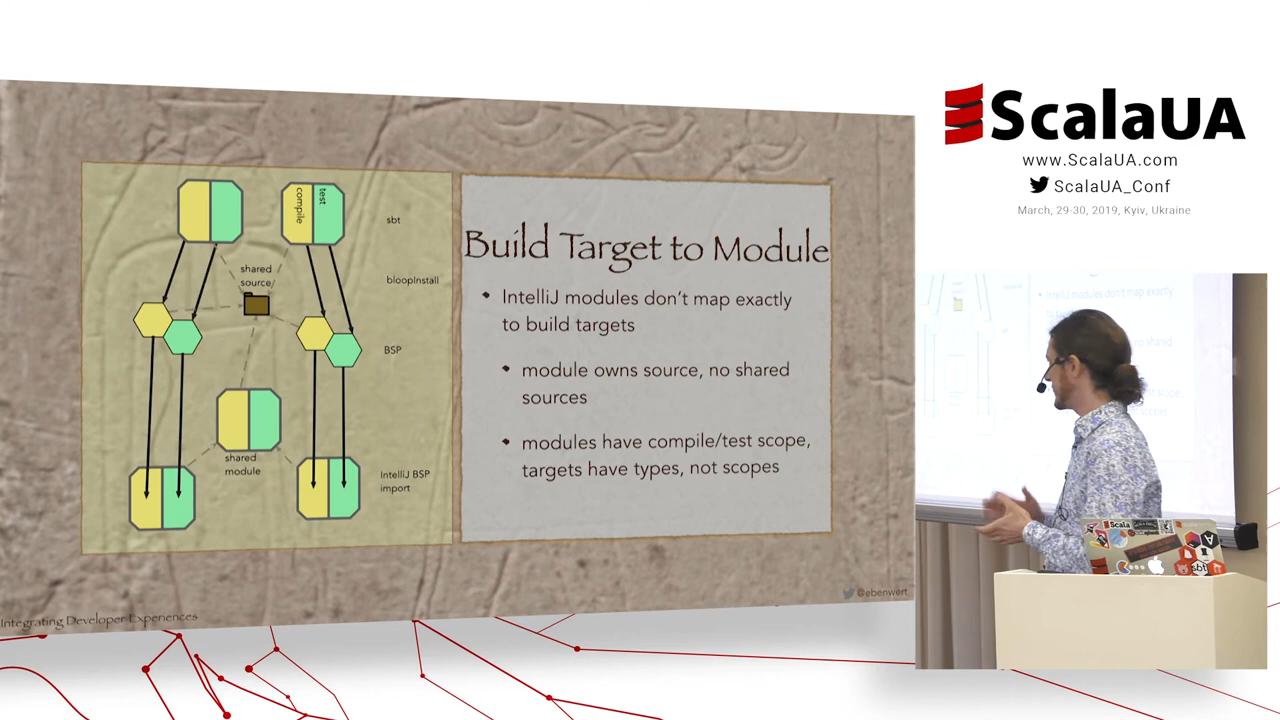 ScalaUA
www.ScalaUA.com
ScalaUA_Conf
March, 29-30, 2019, Kyiv, Ukraine
compile
test
sbt
shared
source
bloopInstall
BSP
shared
module
IntelliJ BSP
import
Build Target to Module
• IntelliJ modules don't map exactly
to build targets
• module owns source, no shared
sources
• modules have compile/test scope,
targets have types, not scopes
Integrating Developer Experiences
@ebenwert
Scala
sbt